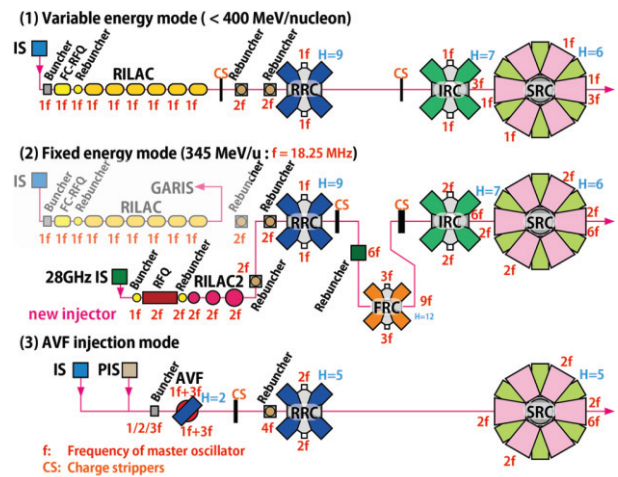 (1) Variable energy mode ( < 400 MeV/nucleon)
IS
Buncher
FC-RFQ
Rebuncher
RILAC
CS
Rebuncher
Rebuncher
1f
H=9
RRC
1f
CS
1f
H=7
3f
IRC
1f
1f
1f
H=6
1f
3f
SRC
1f
1f 1f 1f 1f 1f 1f 1f 1f 1f
2f
2f
(2) Fixed energy mode (345 MeV/u : f = 18.25 MHz)
IS
Buncher
FC-RFQ
Rebuncher
RILAC
GARIS
Rebuncher
1f 1f 1f 1f 1f 1f 1f 1f 1f
2f
2f
1f
H=9
RRC
1f
CS
Rebuncher
6f
3f
FRC
9f
H=12
3f
CS
2f
H=7
6f
IRC
2f
2f
2f
H=6
2f
6f
SRC
2f
28GHz IS
new injector
Buncher
RFQ
Rebuncher
RILAC2
Rebuncher
1f 2f 2f 2f 2f 2f
(3) AVF injection mode
IS
PIS
Buncher
1/2/3f
AVF
1f+3f
H=2
1f+3f
CS
Rebuncher
4f
2f
H=5
RRC
2f
2f
H=5
2f
6f
SRC
2f
2f
f: Frequency of master oscillator
CS: Charge strippers